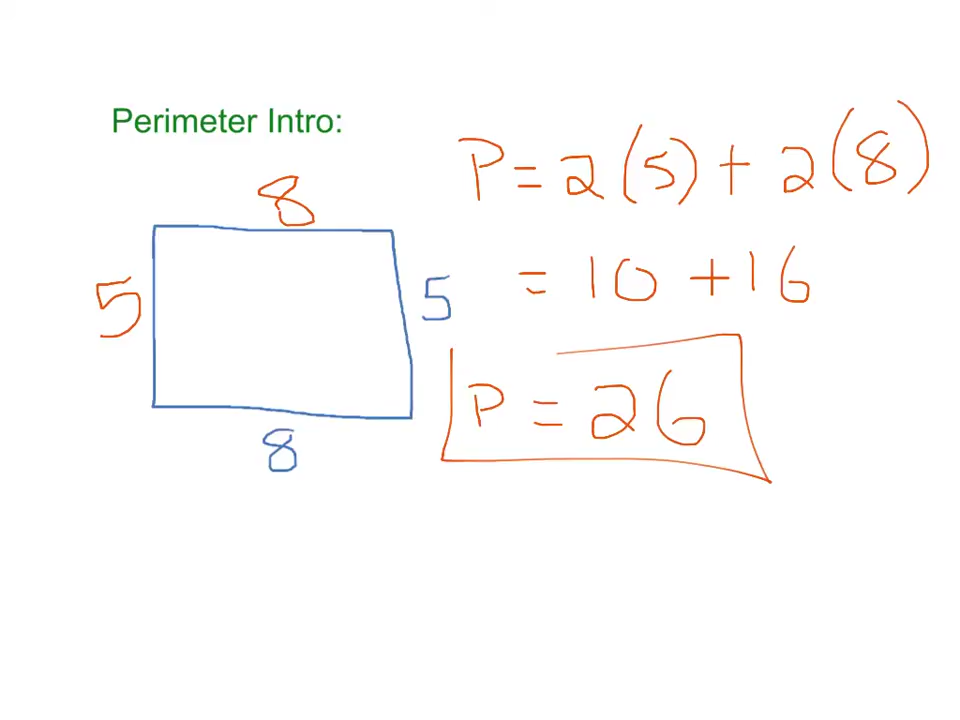 Perimeter Intro:
P = 2(5) + 2(8)
8
5
5
= 10 + 16
P = 26
8